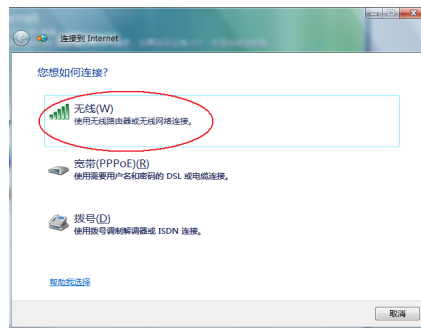 连接到 Internet
您想如何连接?
无线(W)
使用无线路由器或无线网络连接。
宽带(PPPoE)(R)
使用需要用户名和密码的 DSL 或电缆连接。
拨号(D)
使用拨号调制解调器或 ISDN 连接。
帮助我选择
取消